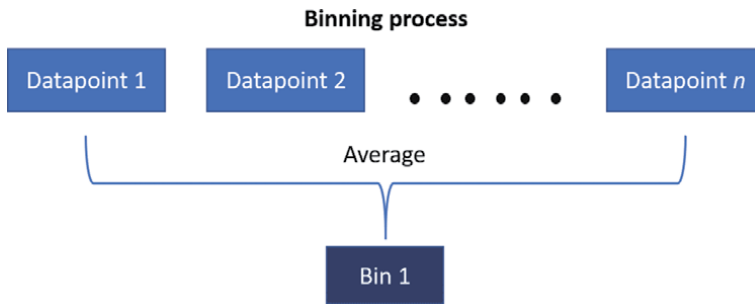 Binning process
Datapoint 1
Datapoint 2
Datapoint n
Average
Bin 1